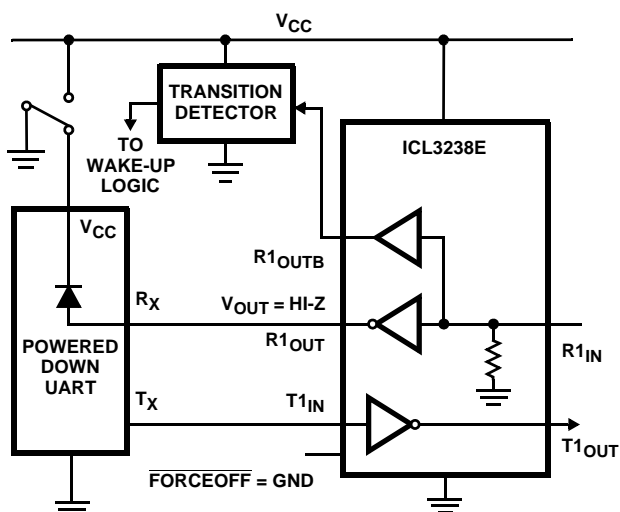 VCC
TRANSITION
DETECTOR
TO
WAKE-UP
LOGIC
ICL3238E
VCC
R1OUTB
RX
VOUT = HI-Z
R1OUT
R1IN
POWERED
DOWN
UART
TX
T1IN
T1OUT
FORCEOFF = GND